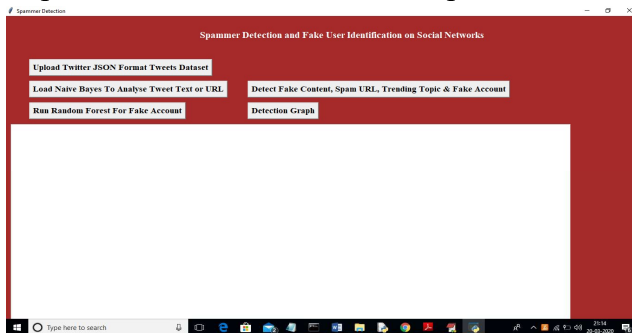 Spammer Detection
Spammer Detection and Fake User Identification on Social Networks
Upload Twitter JSON Format Tweets Dataset
Load Naive Bayes To Analyse Tweet Text or URL
Detect Fake Content, Spam URL, Trending Topic & Fake Account
Run Random Forest For Fake Account
Detection Graph
Type here to search
21:14
20-03-2020